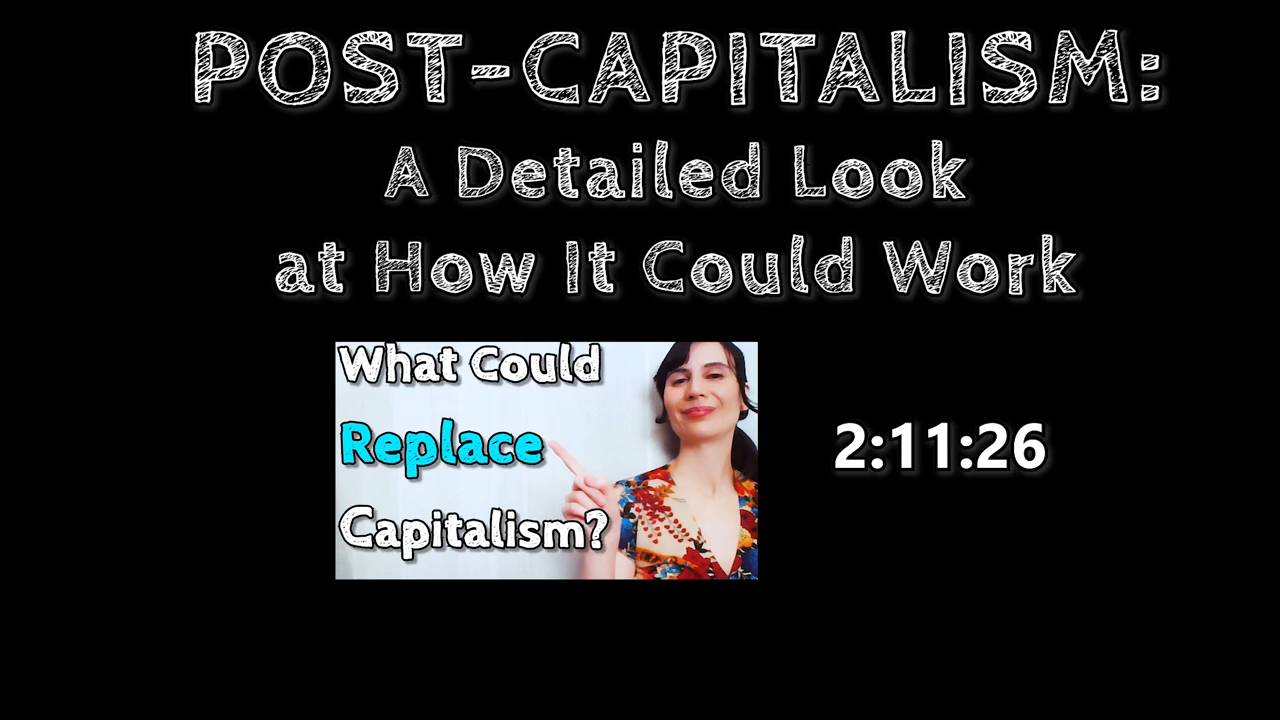 POST-CAPITALISM:
A Detailed Look
at How It Could Work
What Could
Replace
Capitalism?
2:11:26